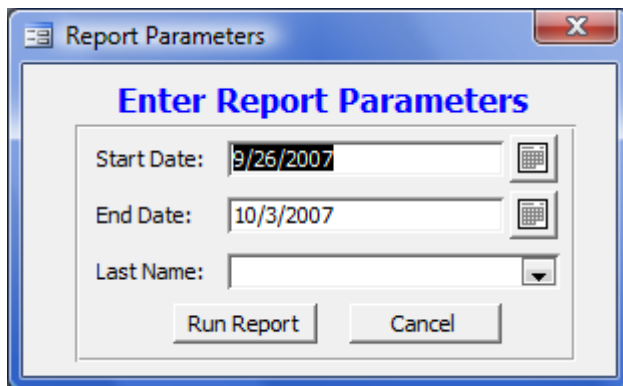 Report Parameters
Enter Report Parameters
Start Date: 9/26/2007
End Date: 10/3/2007
Last Name:
Run Report Cancel